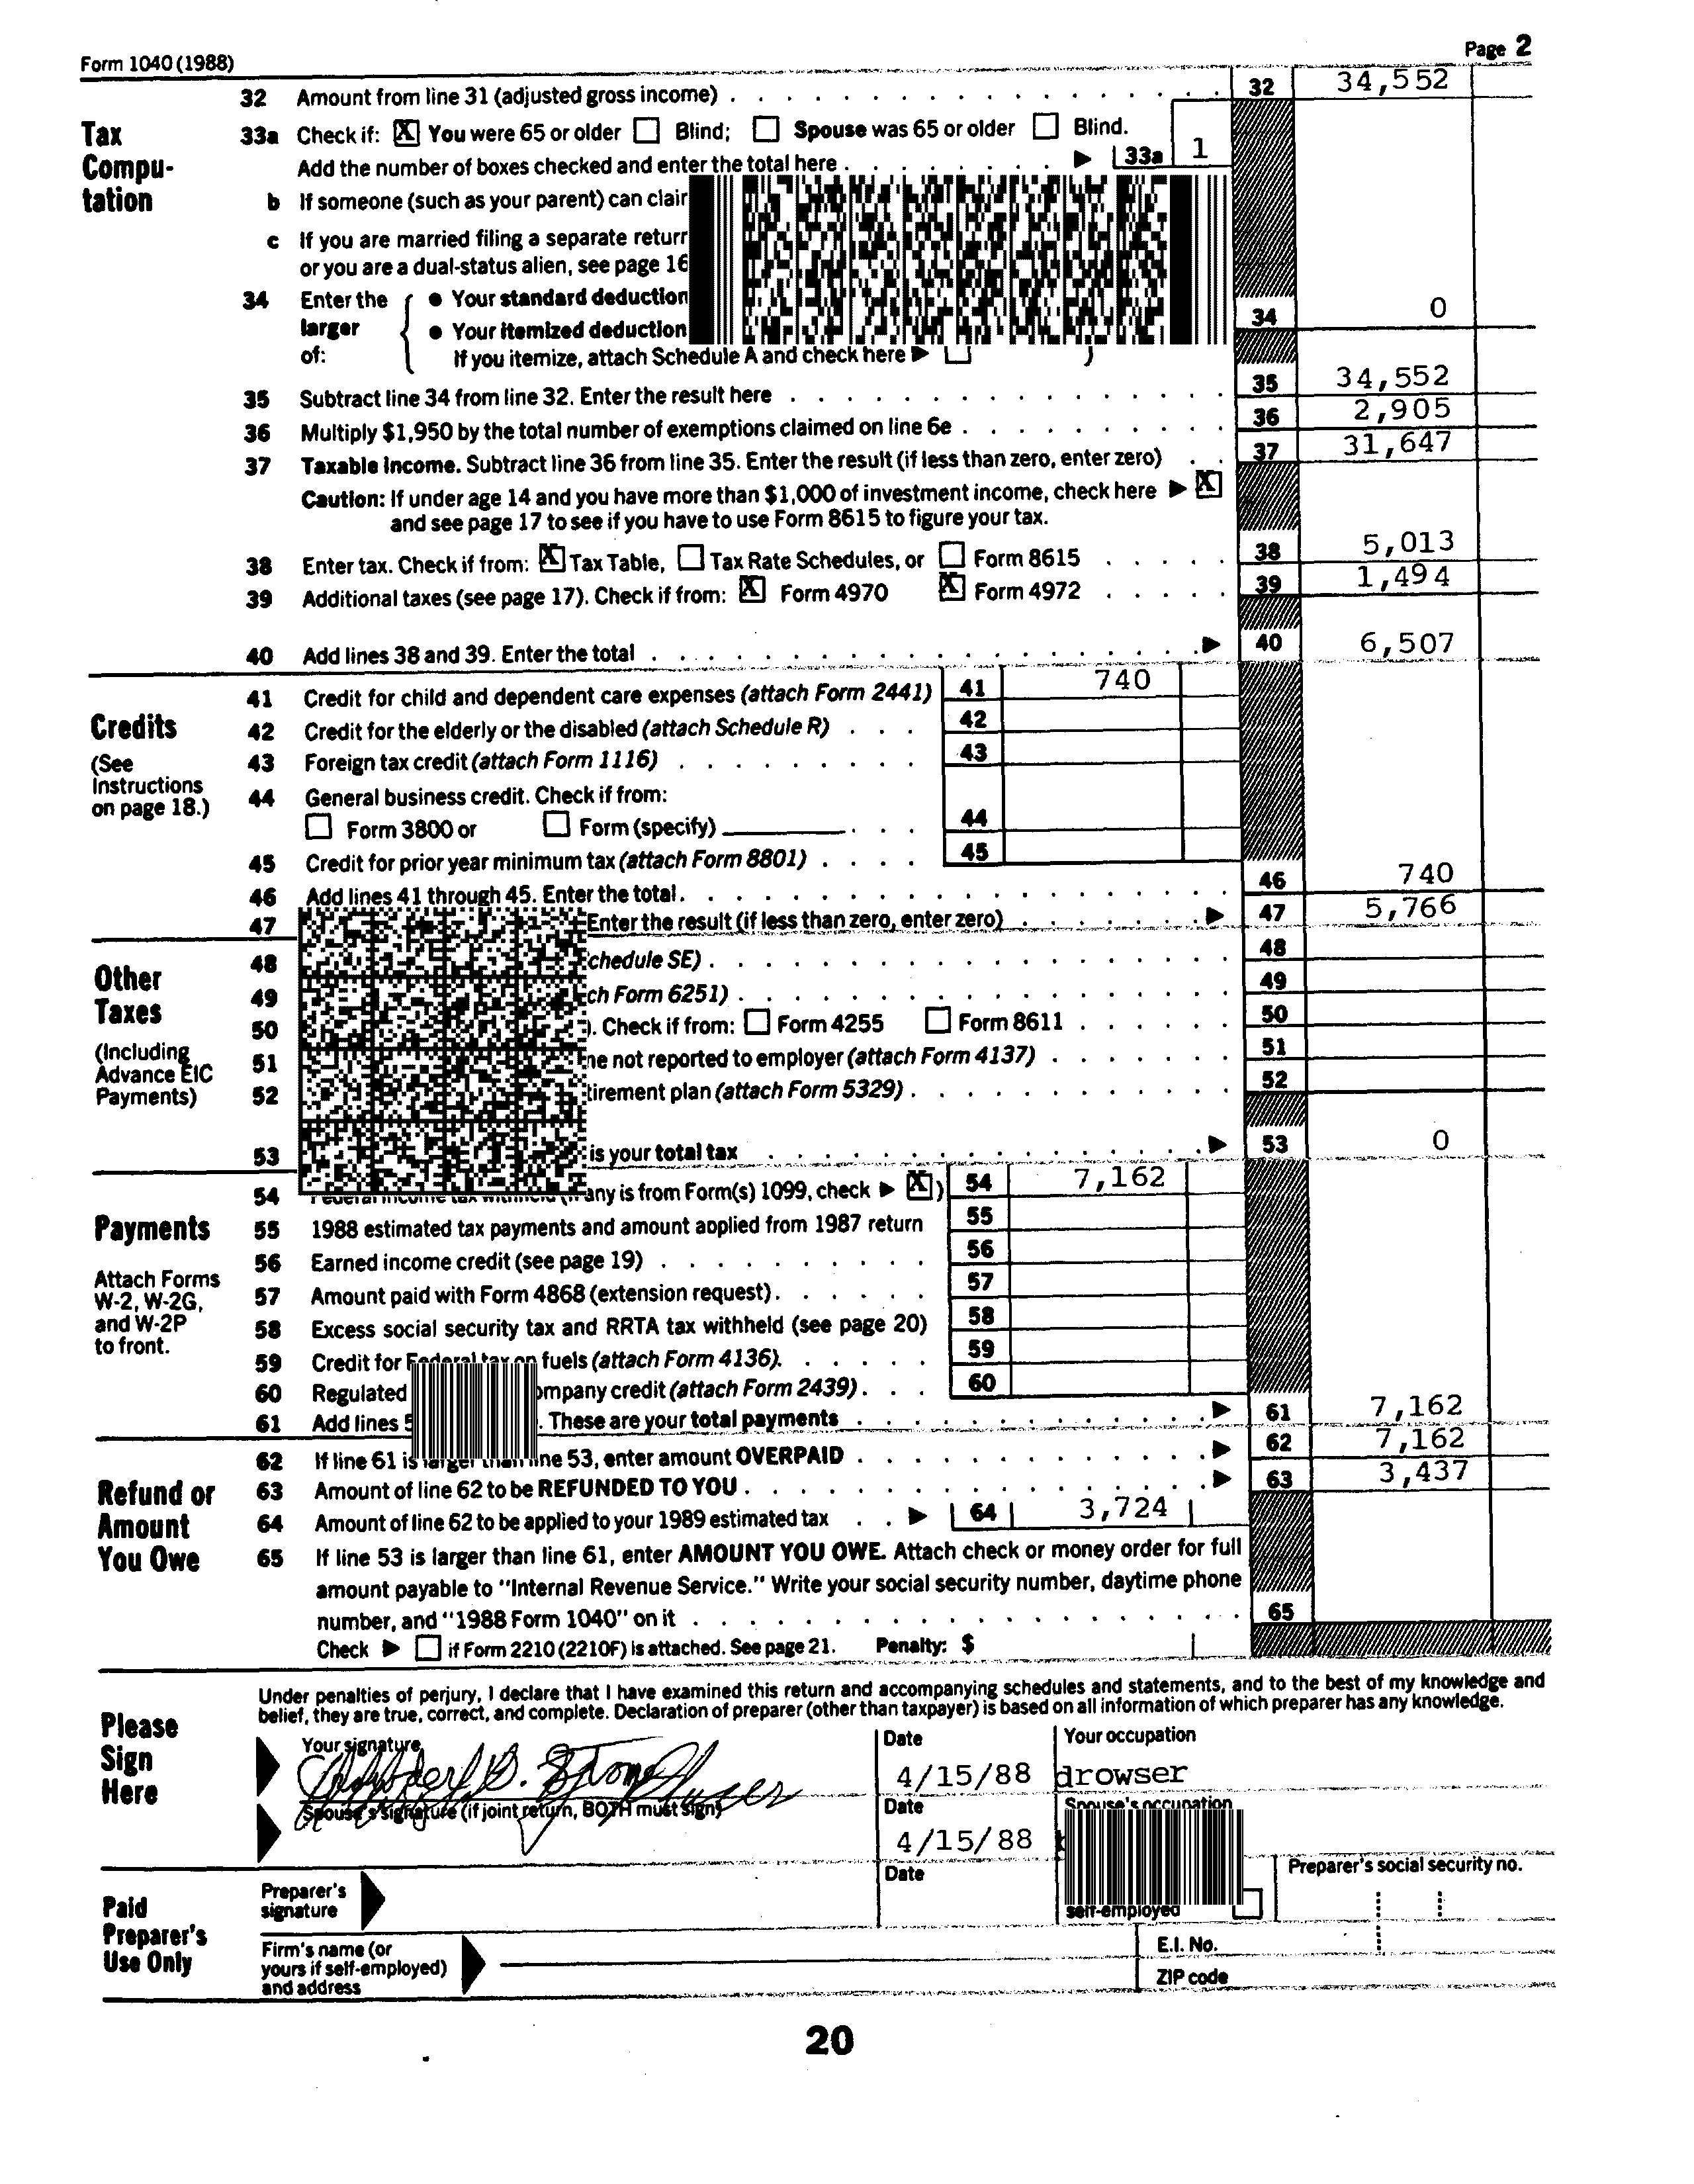 Form 1040 (1988)
Page 2
32 Amount from line 31 (adjusted gross income) 32 34,552
Tax Compu-tation
33a Check if: X You were 65 or older Blind; Spouse was 65 or older Blind.
Add the number of boxes checked and enter the total here 33a 1
b If someone (such as your parent) can
c If you are married filing a separate
or you are a dual-status alien, see page 16
34 Enter the larger of:
• Your standard deduction
• Your itemized deduction 34 0
If you itemize, attach Schedule A and check here )
35 Subtract line 34 from line 32. Enter the result here 35 34,552
36 Multiply $1,950 by the total number of exemptions claimed on line 6e 36 2,905
37 Taxable income. Subtract line 36 from line 35. Enter the result (if less than zero, enter zero) 37 31,647
Caution: If under age 14 and you have more than $1,000 of investment income, check here X
and see page 17 to see if you have to use Form 8615 to figure your tax.
38 Enter tax. Check if from: X Tax Table, Tax Rate Schedules, or Form 8615 38 5,013
39 Additional taxes (see page 17). Check if from: X Form 4970 X Form 4972 39 1,494
40 Add lines 38 and 39. Enter the total 40 6,507
Credits
(See Instructions on page 18.)
41 Credit for child and dependent care expenses (attach Form 2441) 41 740
42 Credit for the elderly or the disabled (attach Schedule R) 42
43 Foreign tax credit (attach Form 1116) 43
44 General business credit. Check if from:
Form 3800 or Form (specify) 44
45 Credit for prior year minimum tax (attach Form 8801) 45
46 Add lines 41 through 45. Enter the total. 46 740
47 Enter the result (if less than zero, enter zero) 47 5,766
Other Taxes
(Including Advance EIC Payments)
48 chedule SE) 48
49 ch Form 6251) 49
50 ). Check if from: Form 4255 Form 8611 50
51 not reported to employer (attach Form 4137) 51
52 tirement plan (attach Form 5329) 52
53 is your total tax 53 0
Payments
Attach Forms W-2, W-2G, and W-2P to front.
54 Federal income tax withheld (if any is from Form(s) 1099, check X ) 54 7,162
55 1988 estimated tax payments and amount applied from 1987 return 55
56 Earned income credit (see page 19) 56
57 Amount paid with Form 4868 (extension request) 57
58 Excess social security tax and RRTA tax withheld (see page 20) 58
59 Credit for Federal tax on fuels (attach Form 4136). 59
60 Regulated ompany credit (attach Form 2439) 60
61 Add lines 5 . These are your total payments 61 7,162
Refund or Amount You Owe
62 If line 61 is larger than line 53, enter amount OVERPAID 62 7,162
63 Amount of line 62 to be REFUNDED TO YOU 63 3,437
64 Amount of line 62 to be applied to your 1989 estimated tax 64 3,724
65 If line 53 is larger than line 61, enter AMOUNT YOU OWE. Attach check or money order for full
amount payable to "Internal Revenue Service." Write your social security number, daytime phone
number, and "1988 Form 1040" on it 65
Check if Form 2210 (2210F) is attached. See page 21. Penalty: $
Please Sign Here
Under penalties of perjury, I declare that I have examined this return and accompanying schedules and statements, and to the best of my knowledge and
belief, they are true, correct, and complete. Declaration of preparer (other than taxpayer) is based on all information of which preparer has any knowledge.
Your signature Date Your occupation
4/15/88 drowser
Spouse's signature (if joint return, BOTH must sign) Date Spouse's occupation
4/15/88
Paid Preparer's Use Only
Preparer's signature Date self-employed Preparer's social security no.
Firm's name (or yours if self-employed) and address
E.I. No.
ZIP code
20